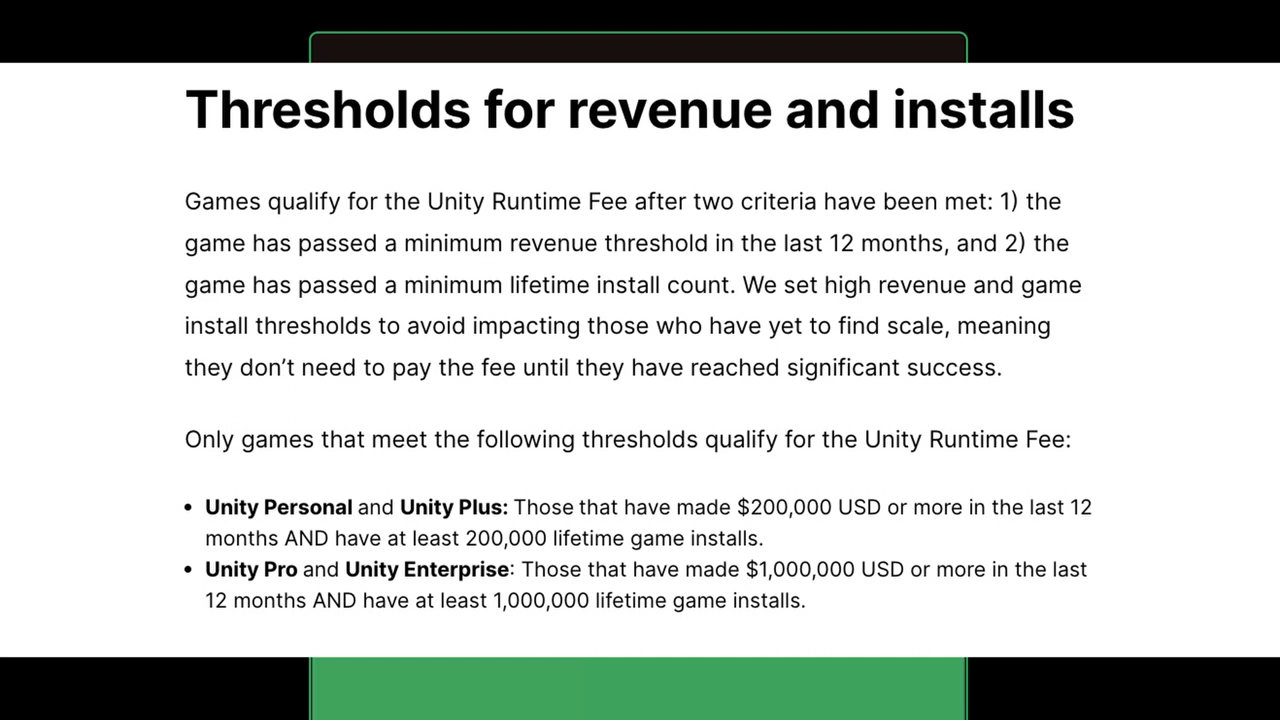 Thresholds for revenue and installs
Games qualify for the Unity Runtime Fee after two criteria have been met: 1) the
game has passed a minimum revenue threshold in the last 12 months, and 2) the
game has passed a minimum lifetime install count. We set high revenue and game
install thresholds to avoid impacting those who have yet to find scale, meaning
they don’t need to pay the fee until they have reached significant success.
Only games that meet the following thresholds qualify for the Unity Runtime Fee:
• Unity Personal and Unity Plus: Those that have made $200,000 USD or more in the last 12
months AND have at least 200,000 lifetime game installs.
• Unity Pro and Unity Enterprise: Those that have made $1,000,000 USD or more in the last
12 months AND have at least 1,000,000 lifetime game installs.